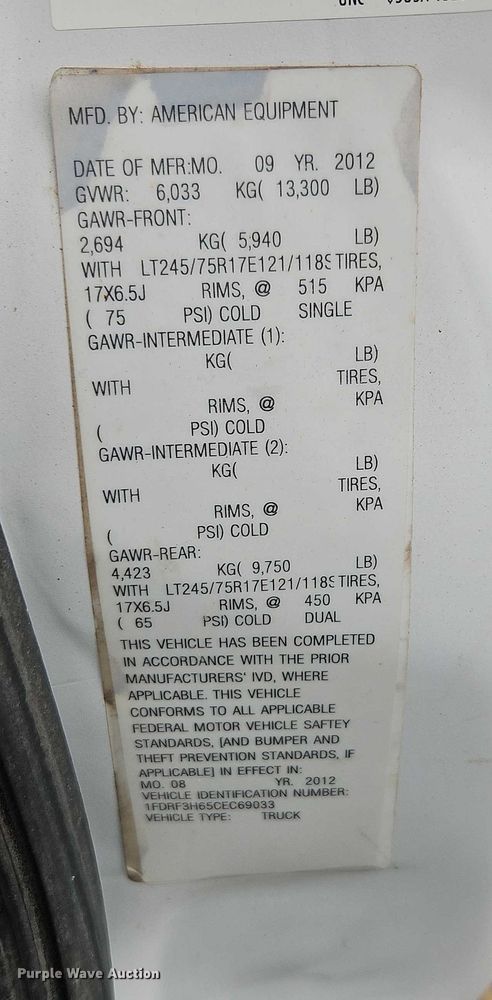 MFD. BY: AMERICAN EQUIPMENT
DATE OF MFR:MO. 09 YR. 2012
GVWR: 6,033 KG( 13,300 LB)
GAWR-FRONT:
2,694 KG( 5,940 LB)
WITH LT245/75R17E121/118S TIRES,
17X6.5J RIMS, @ 515 KPA
( 75 PSI) COLD SINGLE
GAWR-INTERMEDIATE (1):
KG( LB)
WITH TIRES,
RIMS, @ KPA
( PSI) COLD
GAWR-INTERMEDIATE (2):
KG( LB)
WITH TIRES,
RIMS, @ KPA
( PSI) COLD
GAWR-REAR:
4,423 KG( 9,750 LB)
WITH LT245/75R17E121/118S TIRES,
17X6.5J RIMS, @ 450 KPA
( 65 PSI) COLD DUAL
THIS VEHICLE HAS BEEN COMPLETED
IN ACCORDANCE WITH THE PRIOR
MANUFACTURERS' IVD, WHERE
APPLICABLE. THIS VEHICLE
CONFORMS TO ALL APPLICABLE
FEDERAL MOTOR VEHICLE SAFTEY
STANDARDS, [AND BUMPER AND
THEFT PREVENTION STANDARDS, IF
APPLICABLE] IN EFFECT IN:
MO. 08 YR. 2012
VEHICLE IDENTIFICATION NUMBER:
1FDRF3H65CEC69033
VEHICLE TYPE: TRUCK
Purple Wave Auction